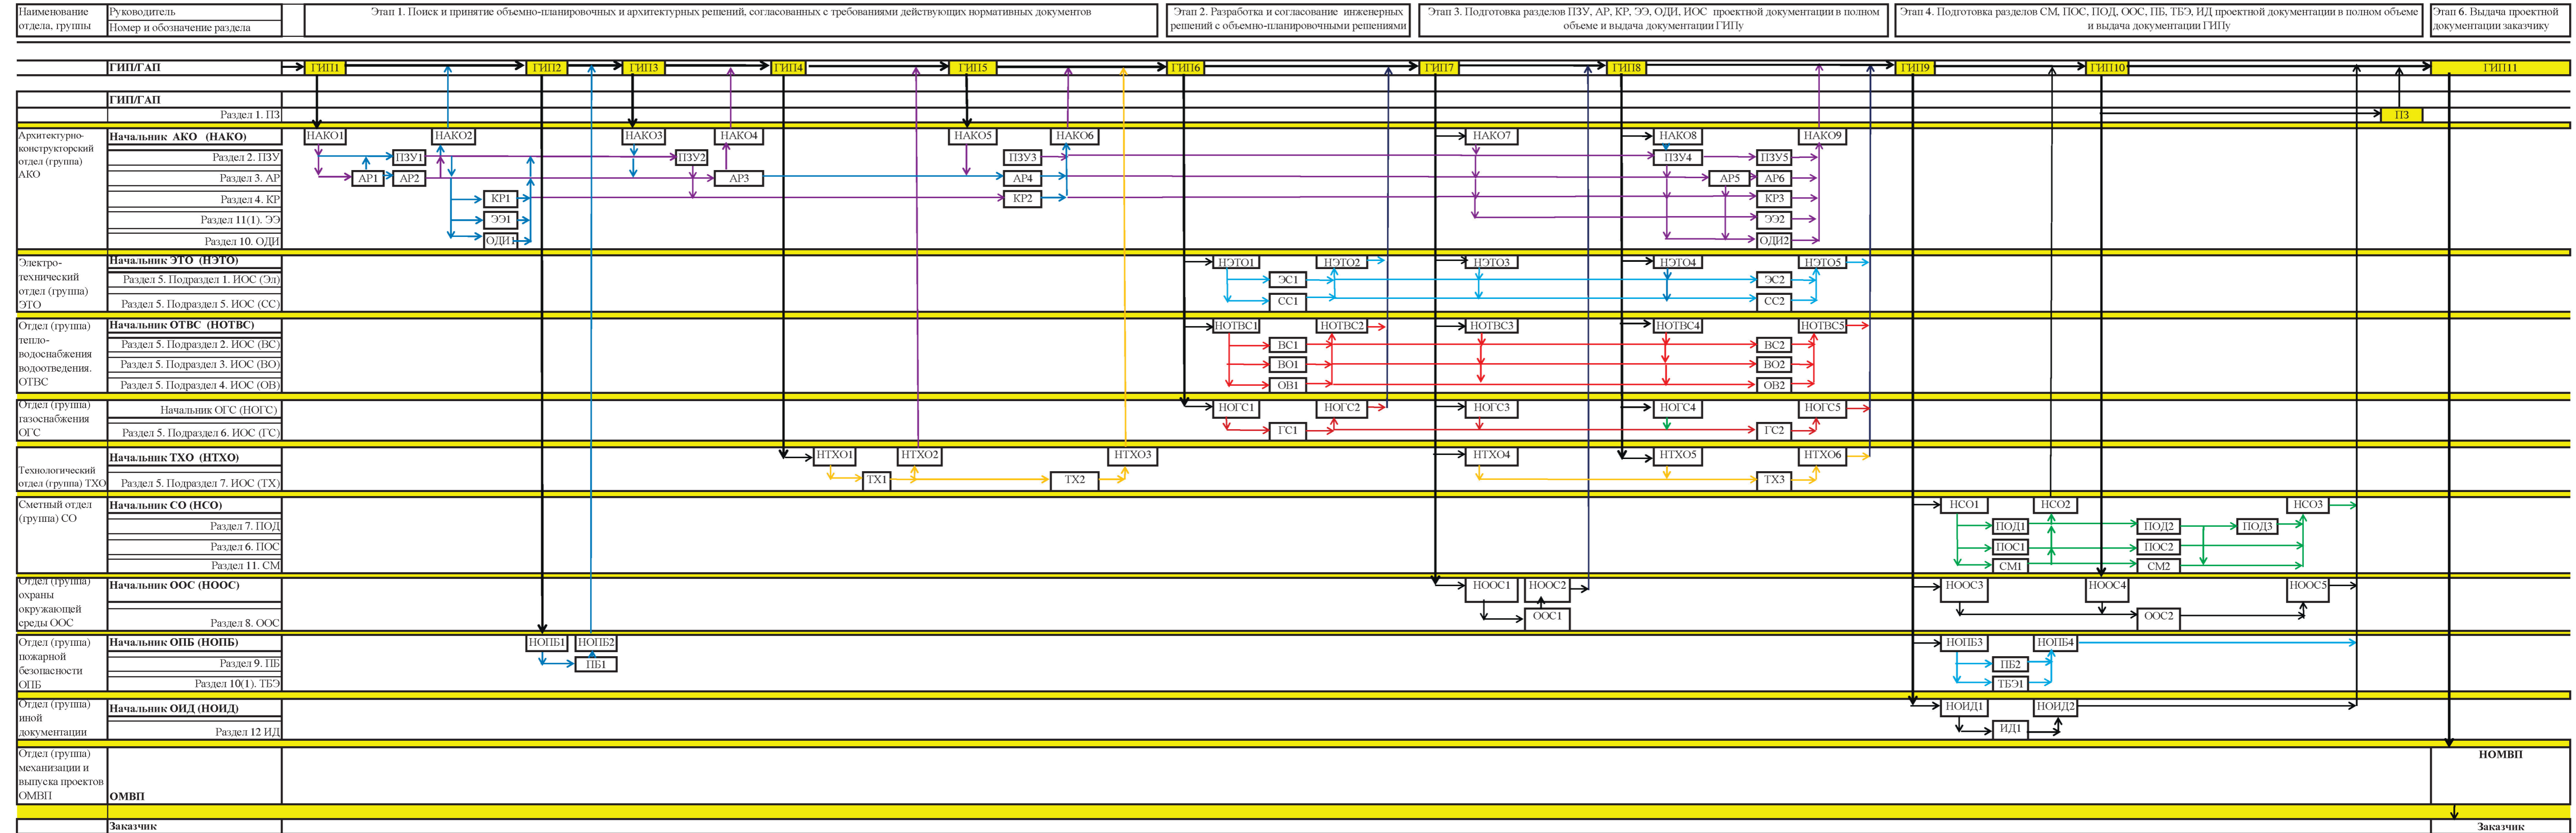 Наименование
отдела, группы
Руководитель
Номер и обозначение раздела
Этап 1. Поиск и принятие объемно-планировочных и архитектурных решений, согласованных с требованиями действующих нормативных документов
Этап 2. Разработка и согласование инженерных
решений с объемно-планировочными решениями
Этап 3. Подготовка разделов ПЗУ, АР, КР, ЭЭ, ОДИ, ИОС проектной документации в полном
объеме и выдача документации ГИПу
Этап 4. Подготовка разделов СМ, ПОС, ПОД, ООС, ПБ, ТБЭ, ИД проектной документации в полном объеме
и выдача документации ГИПу
Этап 6. Выдача проектной
документации заказчику
ГИП/ГАП
ГИП1 ГИП2 ГИП3 ГИП4 ГИП5 ГИП6 ГИП7 ГИП8 ГИП9 ГИП10 ГИП11
ГИП/ГАП
Раздел 1. ПЗ
ПЗ
Архитектурно-
конструкторский
отдел (группа)
АКО
Начальник АКО (НАКО)
НАКО1 НАКО2 НАКО3 НАКО4 НАКО5 НАКО6 НАКО7 НАКО8 НАКО9
Раздел 2. ПЗУ
ПЗУ1 ПЗУ2 ПЗУ3 ПЗУ4 ПЗУ5
Раздел 3. АР
АР1 АР2 АР3 АР4 АР5 АР6
Раздел 4. КР
КР1 КР2 КР3
Раздел 11(1). ЭЭ
ЭЭ1 ЭЭ2
Раздел 10. ОДИ
ОДИ1 ОДИ2
Электро-
технический
отдел (группа)
ЭТО
Начальник ЭТО (НЭТО)
НЭТО1 НЭТО2 НЭТО3 НЭТО4 НЭТО5
Раздел 5. Подраздел 1. ИОС (Эл)
ЭС1 ЭС2
Раздел 5. Подраздел 5. ИОС (СС)
СС1 СС2
Отдел (группа)
тепло-
водоснабжения
водоотведения.
ОТВС
Начальник ОТВС (НОТВС)
НОТВС1 НОТВС2 НОТВС3 НОТВС4 НОТВС5
Раздел 5. Подраздел 2. ИОС (ВС)
ВС1 ВС2
Раздел 5. Подраздел 3. ИОС (ВО)
ВО1 ВО2
Раздел 5. Подраздел 4. ИОС (ОВ)
ОВ1 ОВ2
Отдел (группа)
газоснабжения
ОГС
Начальник ОГС (НОГС)
НОГС1 НОГС2 НОГС3 НОГС4 НОГС5
Раздел 5. Подраздел 6. ИОС (ГС)
ГС1 ГС2
Технологический
отдел (группа) ТХО
Начальник ТХО (НТХО)
НТХО1 НТХО2 НТХО3 НТХО4 НТХО5 НТХО6
Раздел 5. Подраздел 7. ИОС (ТХ)
ТХ1 ТХ2 ТХ3
Сметный отдел
(группа) СО
Начальник СО (НСО)
НСО1 НСО2 НСО3
Раздел 7. ПОД
ПОД1 ПОД2 ПОД3
Раздел 6. ПОС
ПОС1 ПОС2
Раздел 11. СМ
СМ1 СМ2
Отдел (группа)
охраны
окружающей
среды ООС
Начальник ООС (НООС)
НООС1 НООС2 НООС3 НООС4 НООС5
Раздел 8. ООС
ООС1 ООС2
Отдел (группа)
пожарной
безопасности
ОПБ
Начальник ОПБ (НОПБ)
НОПБ1 НОПБ2 НОПБ3 НОПБ4
Раздел 9. ПБ
ПБ1 ПБ2
Раздел 10(1). ТБЭ
ТБЭ1
Отдел (группа)
иной
документации
Начальник ОИД (НОИД)
НОИД1 НОИД2
Раздел 12 ИД
ИД1
Отдел (группа)
механизации и
выпуска проектов
ОМВП
ОМВП
НОМВП
Заказчик
Заказчик